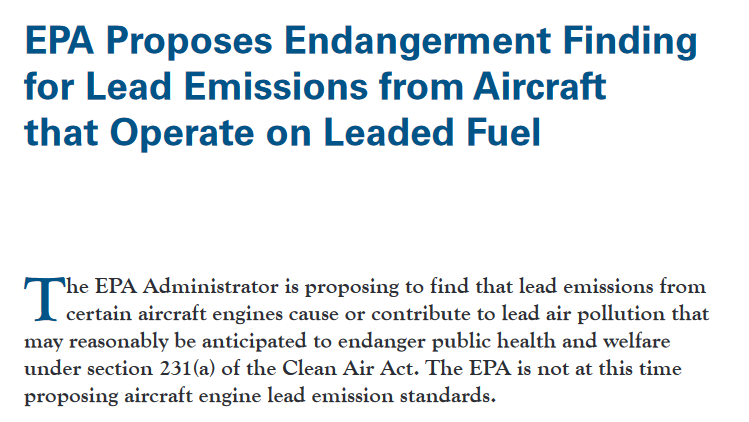 EPA Proposes Endangerment Finding
for Lead Emissions from Aircraft
that Operate on Leaded Fuel
The EPA Administrator is proposing to find that lead emissions from
certain aircraft engines cause or contribute to lead air pollution that
may reasonably be anticipated to endanger public health and welfare
under section 231(a) of the Clean Air Act. The EPA is not at this time
proposing aircraft engine lead emission standards.